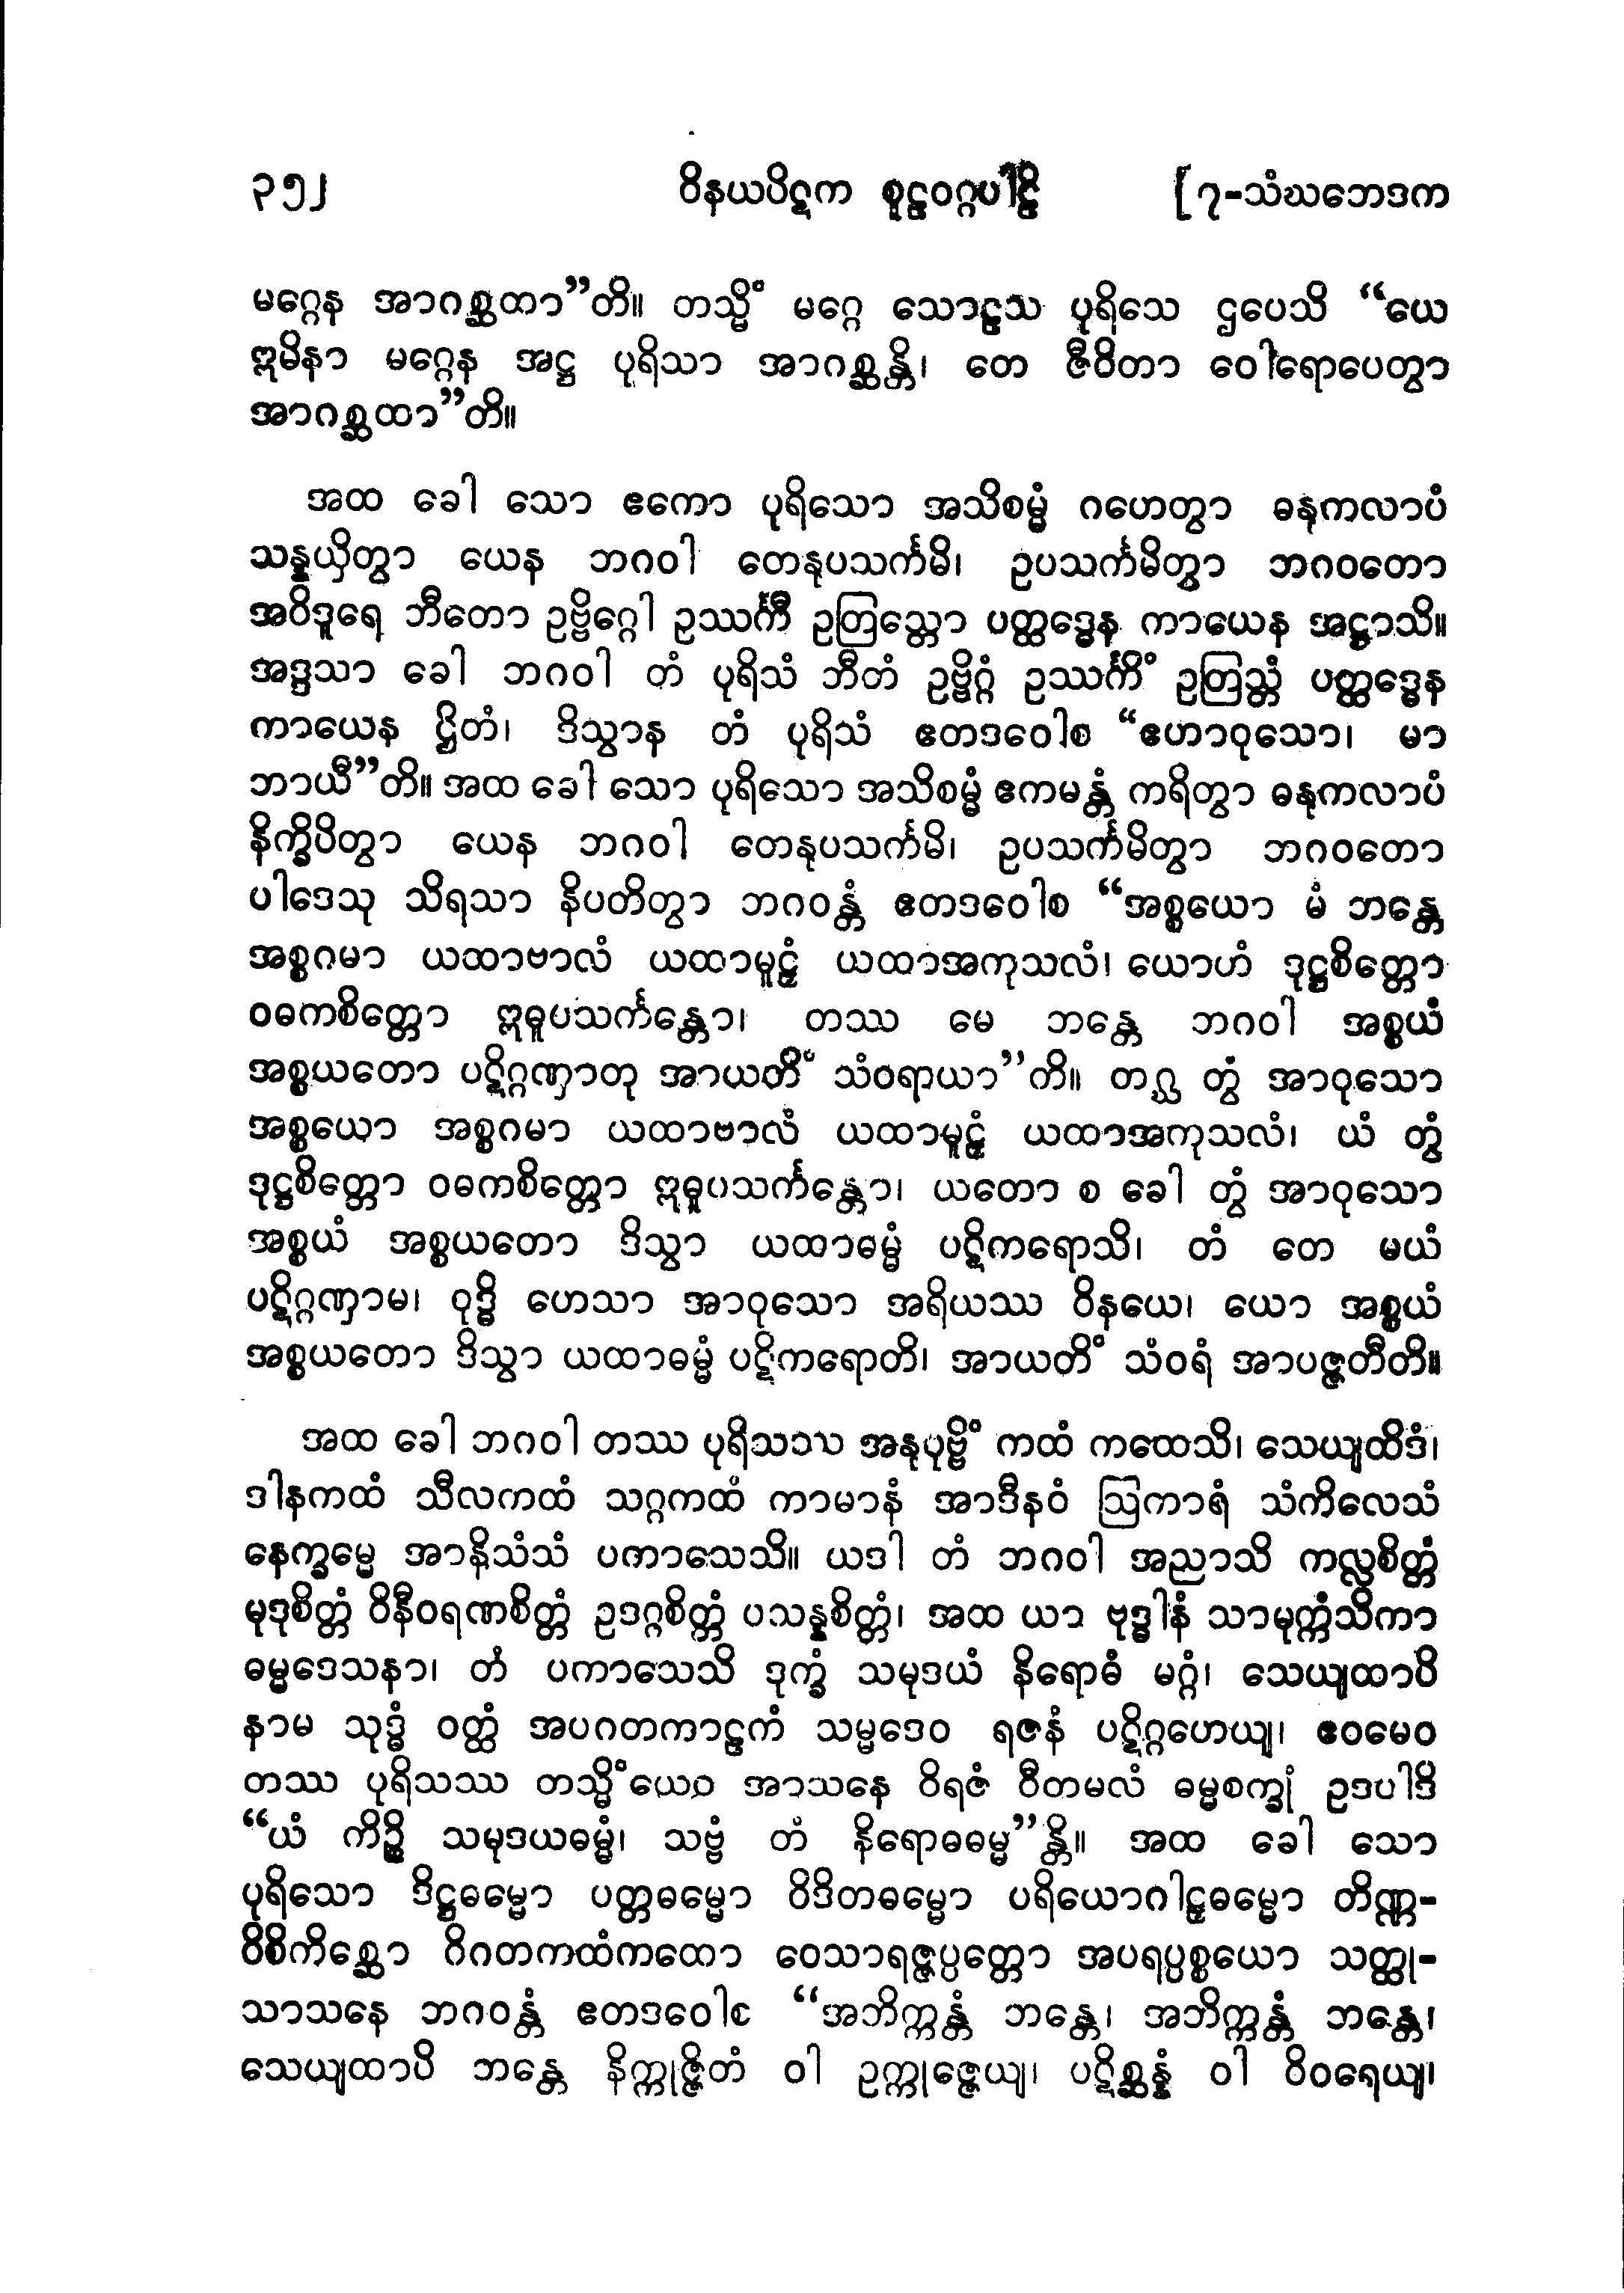 ၃၅၂ ဝိနယပိဋက စူဠဝဂ္ဂပါဠိ [၇-သံဃဘေဒက
မဂ္ဂေန အာဂစ္ဆထာ”တိ။ တသ္မိံ မဂ္ဂေ သောဠသ ပုရိသေ ဌပေသိ “ယေ
ဣမိနာ မဂ္ဂေန အဋ္ဌ ပုရိသာ အာဂစ္ဆန္တိ၊ တေ ဇီဝိတာ ဝေါရောပေတွာ
အာဂစ္ဆထာ”တိ။
အထ ခေါ သော ဧကော ပုရိသော အသိစမ္မံ ဂဟေတွာ ဓနုကလာပံ
သန္နယှိတွာ ယေန ဘဂဝါ တေနုပသင်္ကမိ၊ ဥပသင်္ကမိတွာ ဘဂဝတော
အဝိဒူရေ ဘီတော ဥဗ္ဗိဂ္ဂေါ ဥဿင်္ကီ ဥတြသ္တော ပတ္ထဒ္ဓေန ကာယေန အဋ္ဌာသိ။
အဒ္ဒသာ ခေါ ဘဂဝါ တံ ပုရိသံ ဘီတံ ဥဗ္ဗိဂ္ဂံ ဥဿင်္ကိံ ဥတြသ္တံ ပတ္ထဒ္ဓေန
ကာယေန ဌိတံ၊ ဒိသွာန တံ ပုရိသံ ဧတဒဝေါစ “ဧဟာဝုသော၊ မာ
ဘာယီ”တိ။ အထ ခေါ သော ပုရိသော အသိစမ္မံ ဧကမန္တံ ကရိတွာ ဓနုကလာပံ
နိက္ခိပိတွာ ယေန ဘဂဝါ တေနုပသင်္ကမိ၊ ဥပသင်္ကမိတွာ ဘဂဝတော
ပါဒေသု သိရသာ နိပတိတွာ ဘဂဝန္တံ ဧတဒဝေါစ “အစ္စယော မံ ဘန္တေ
အစ္စဂမာ ယထာဗာလံ ယထာမူဠှံ ယထာအကုသလံ၊ ယောဟံ ဒုဋ္ဌစိတ္တော
ဝဓကစိတ္တော ဣဓူပသင်္ကန္တော၊ တဿ မေ ဘန္တေ ဘဂဝါ အစ္စယံ
အစ္စယတော ပဋိဂ္ဂဏှာတု အာယတိံ သံဝရာယာ”ကိ။ တဂ္ဃ တွံ အာဝုသော
အစ္စယော အစ္စဂမာ ယထာဗာလံ ယထာမူဠှံ ယထာအကုသလံ၊ ယံ တွံ
ဒုဋ္ဌစိတ္တော ဝဓကစိတ္တော ဣဓူပသင်္ကန္တော၊ ယတော စ ခေါ တွံ အာဝုသော
အစ္စယံ အစ္စယတော ဒိသွာ ယထာဓမ္မံ ပဋိကရောသိ၊ တံ တေ မယံ
ပဋိဂ္ဂဏှာမ၊ ဝုဒ္ဓိ ဟေသာ အာဝုသော အရိယဿ ဝိနယေ၊ ယော အစ္စယံ
အစ္စယတော ဒိသွာ ယထာဓမ္မံ ပဋိကရောတိ၊ အာယတိံ သံဝရံ အာပဇ္ဇတီတိ။
အထ ခေါ ဘဂဝါ တဿ ပုရိသဿ အနုပုဗ္ဗိံ ကထံ ကထေသိ၊ သေယျထိဒံ၊
ဒါနကထံ သီလကထံ သဂ္ဂကထံ ကာမာနံ အာဒီနဝံ ဩကာရံ သံကိလေသံ
နေက္ခမ္မေ အာနိသံသံ ပကာသေသိ။ ယဒါ တံ ဘဂဝါ အညာသိ ကလ္လစိတ္တံ
မုဒုစိတ္တံ ဝိနီဝရဏစိတ္တံ ဥဒဂ္ဂစိတ္တံ ပသန္နစိတ္တံ၊ အထ ယာ ဗုဒ္ဓါနံ သာမုက္ကံသိကာ
ဓမ္မဒေသနာ၊ တံ ပကာသေသိ ဒုက္ခံ သမုဒယံ နိရောဓံ မဂ္ဂံ၊ သေယျထာပိ
နာမ သုဒ္ဓံ ဝတ္ထံ အပဂတကာဠကံ သမ္မဒေဝ ရဇနံ ပဋိဂ္ဂဟေယျ၊ ဧဝမေဝ
တဿ ပုရိသဿ တသ္မိံယေဝ အာသနေ ဝိရဇံ ဝီတမလံ ဓမ္မစက္ခုံ ဥဒပါဒိ
“ယံ ကိဉ္စိ သမုဒယဓမ္မံ၊ သဗ္ဗံ တံ နိရောဓဓမ္မ”န္တိ။ အထ ခေါ သော
ပုရိသော ဒိဋ္ဌဓမ္မော ပတ္တဓမ္မော ဝိဒိတဓမ္မော ပရိယောဂါဠှဓမ္မော တိဏ္ဏ-
ဝိစိကိစ္ဆော ဝိဂတကထံကထော ဝေသာရဇ္ဇပ္ပတ္တော အပရပ္ပစ္စယော သတ္ထု-
သာသနေ ဘဂဝန္တံ ဧတဒဝေါစ “အဘိက္ကန္တံ ဘန္တေ၊ အဘိက္ကန္တံ ဘန္တေ၊
သေယျထာပိ ဘန္တေ နိက္ကုဇ္ဇိတံ ဝါ ဥက္ကုဇ္ဇေယျ၊ ပဋိစ္ဆန္နံ ဝါ ဝိဝရေယျ၊